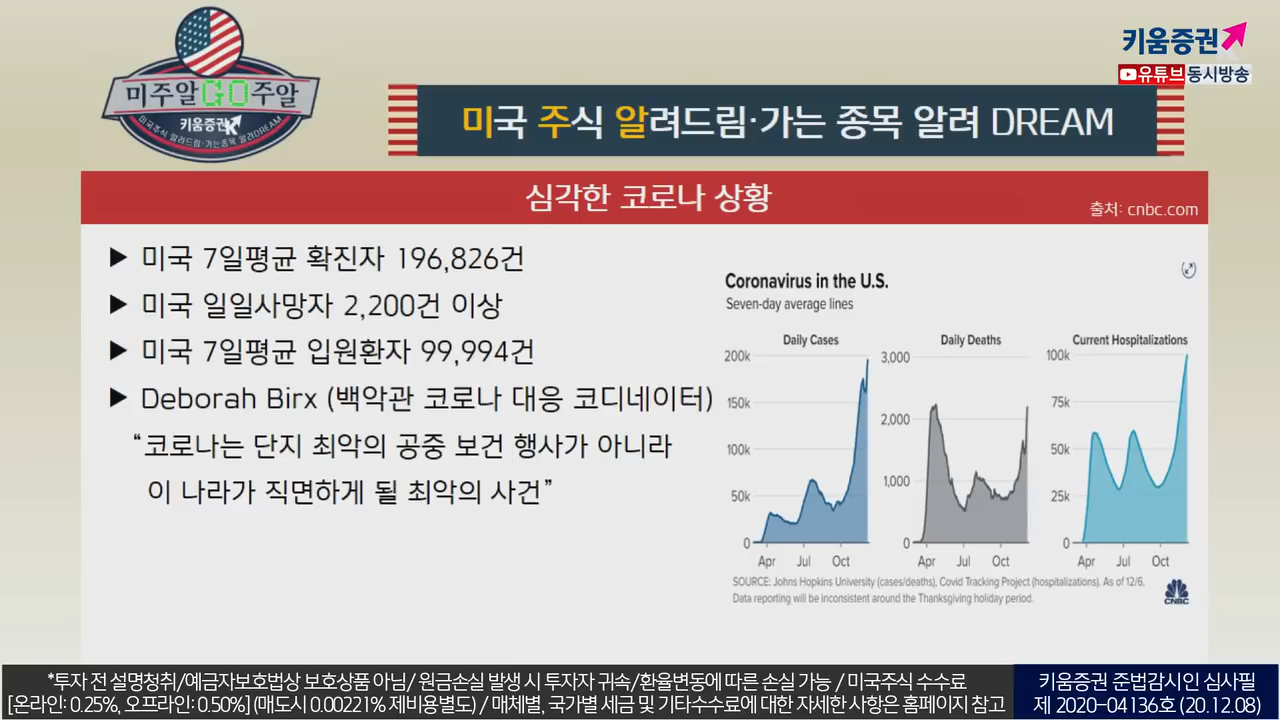 미주알GO주알
키움증권
미국주식 알려드림·가는종목 알려DREAM
키움증권
유튜브동시방송
미국 주식 알려드림·가는 종목 알려 DREAM
심각한 코로나 상황
출처: cnbc.com
▶ 미국 7일평균 확진자 196,826건
▶ 미국 일일사망자 2,200건 이상
▶ 미국 7일평균 입원환자 99,994건
▶ Deborah Birx (백악관 코로나 대응 코디네이터)
“코로나는 단지 최악의 공중 보건 행사가 아니라
이 나라가 직면하게 될 최악의 사건”
Coronavirus in the U.S.
Seven-day average lines
Daily Cases
200k
150k
100k
50k
0
Apr Jul Oct
Daily Deaths
3,000
2,000
1,000
0
Apr Jul Oct
Current Hospitalizations
100k
75k
50k
25k
0
Apr Jul Oct
SOURCE: Johns Hopkins University (cases/deaths), Covid Tracking Project (hospitalizations). As of 12/6.
Data reporting will be inconsistent around the Thanksgiving holiday period.
CNBC
*투자 전 설명청취/예금자보호법상 보호상품 아님/ 원금손실 발생 시 투자자 귀속/환율변동에 따른 손실 가능 / 미국주식 수수료
[온라인: 0.25%, 오프라인: 0.50%] (매도시 0.00221% 제비용별도) / 매체별, 국가별 세금 및 기타수수료에 대한 자세한 사항은 홈페이지 참고
키움증권 준법감시인 심사필
제 2020-04136호 (20.12.08)